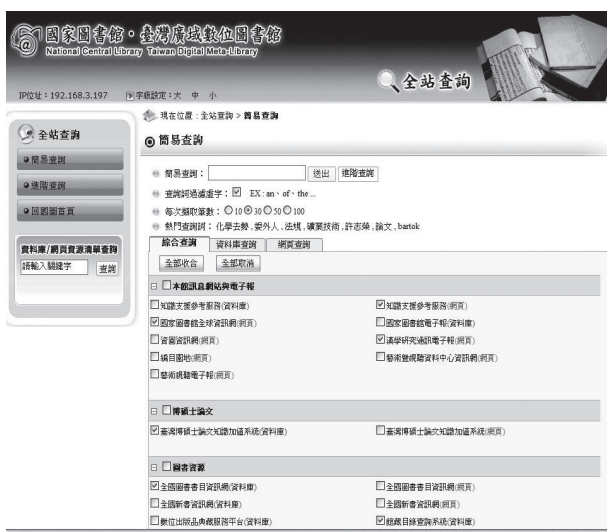 國家圖書館·臺灣廣域數位圖書館
National Central Library Taiwan Digital Meta-Library
全站查詢
IP位址：192.168.3.197 字級設定：大 中 小
現在位置：全站查詢 > 簡易查詢
全站查詢
簡易查詢
進階查詢
回國圖首頁
資料庫/網頁資源清單查詢
請輸入關鍵字 查詢
簡易查詢
簡易查詢： 送出 進階查詢
查詢詞過濾虛字： EX : an、of、the ...
每次擷取筆數： 10 30 50 100
熱門查詢詞： 化學去勢 , 委外人 , 法規 , 礦業技術 , 許志榮 , 論文 , bartok
綜合查詢 資料庫查詢 網頁查詢
全部收合 全部取消
本館訊息網站與電子報
知識支援參考服務(資料庫) 知識支援參考服務(網頁)
國家圖書館全球資訊網(網頁) 國家圖書館電子報(資料庫)
資圖資訊網(網頁) 漢學研究通訊電子報(網頁)
編目園地(網頁) 藝術暨視聽資料中心資訊網(網頁)
藝術視聽電子報(網頁)
博碩士論文
臺灣博碩士論文知識加值系統(資料庫) 臺灣博碩士論文知識加值系統(網頁)
圖書資源
全國圖書書目資訊網(資料庫) 全國圖書書目資訊網(網頁)
全國新書資訊網(資料庫) 全國新書資訊網(網頁)
數位出版品典藏服務平台(資料庫) 館藏目錄查詢系統(資料庫)